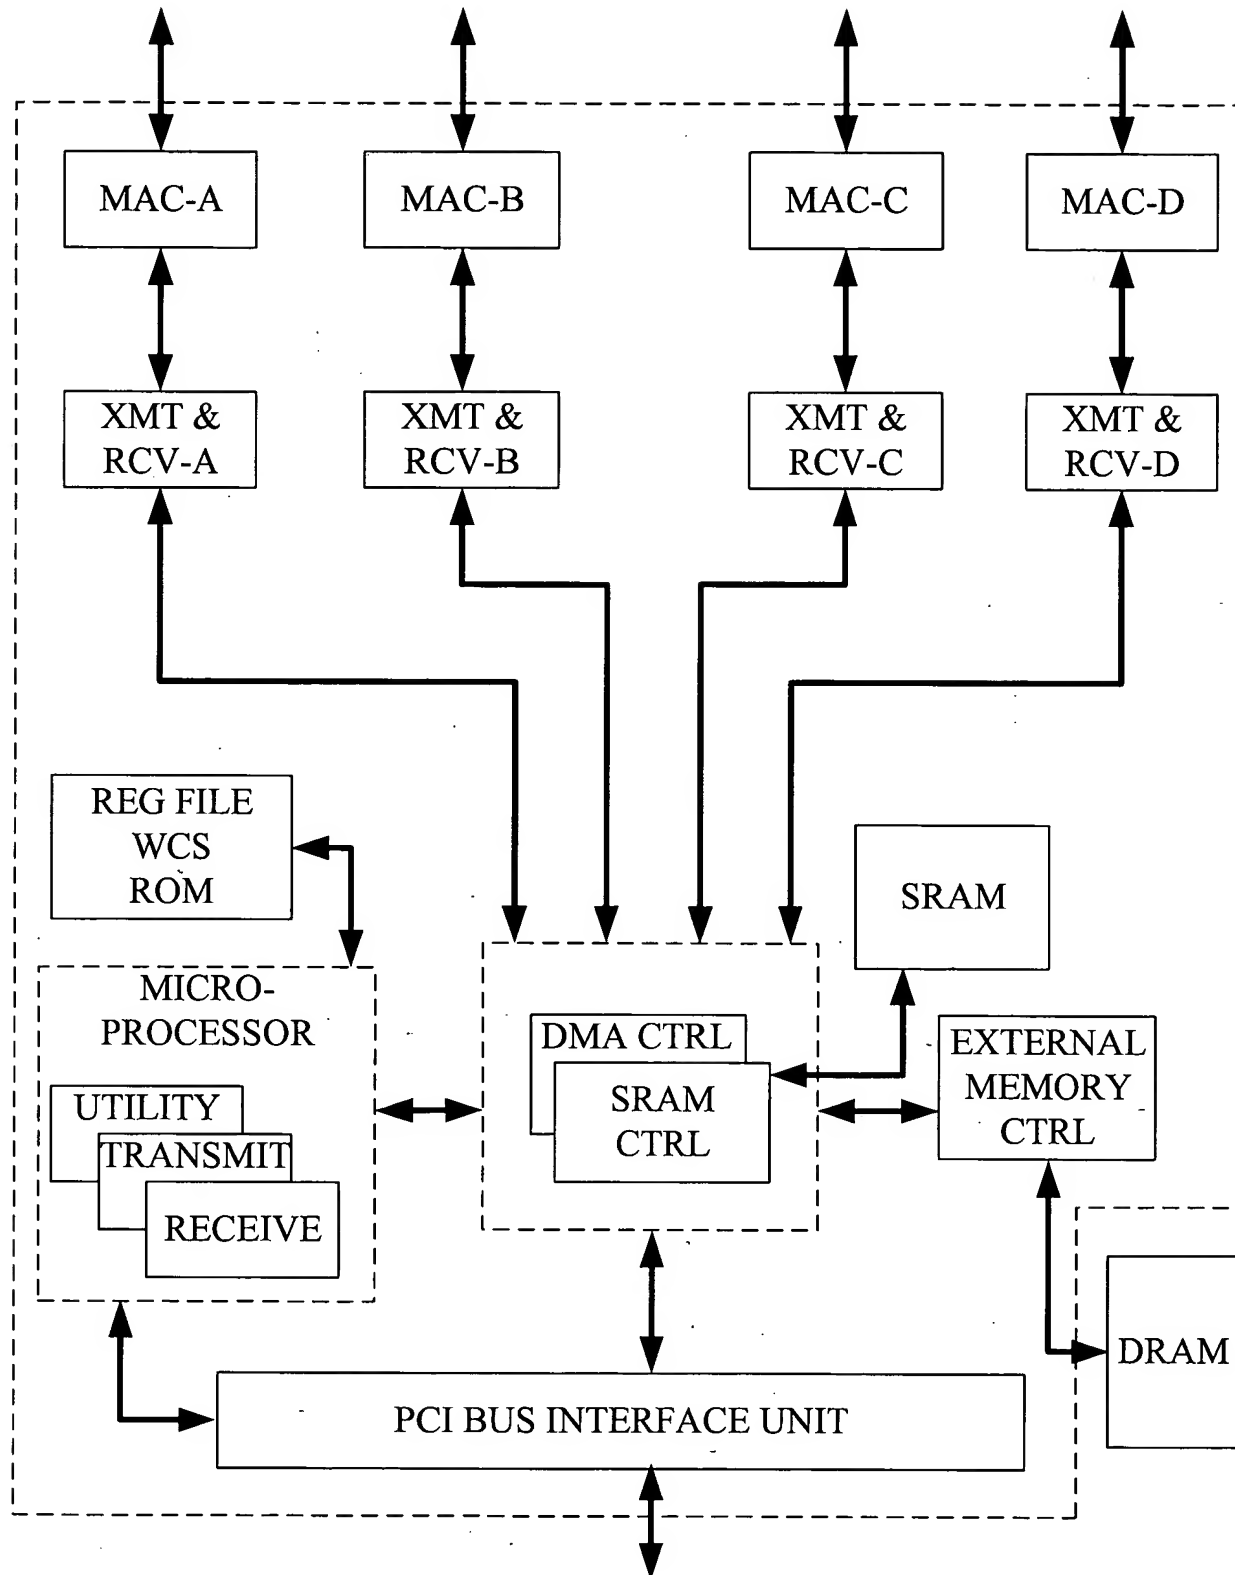 MAC-A
MAC-B
MAC-C
MAC-D
XMT &
RCV-A
XMT &
RCV-B
XMT &
RCV-C
XMT &
RCV-D
REG FILE
WCS
ROM
SRAM
MICRO-
PROCESSOR
UTILITY
TRANSMIT
RECEIVE
DMA CTRL
SRAM
CTRL
EXTERNAL
MEMORY
CTRL
DRAM
PCI BUS INTERFACE UNIT